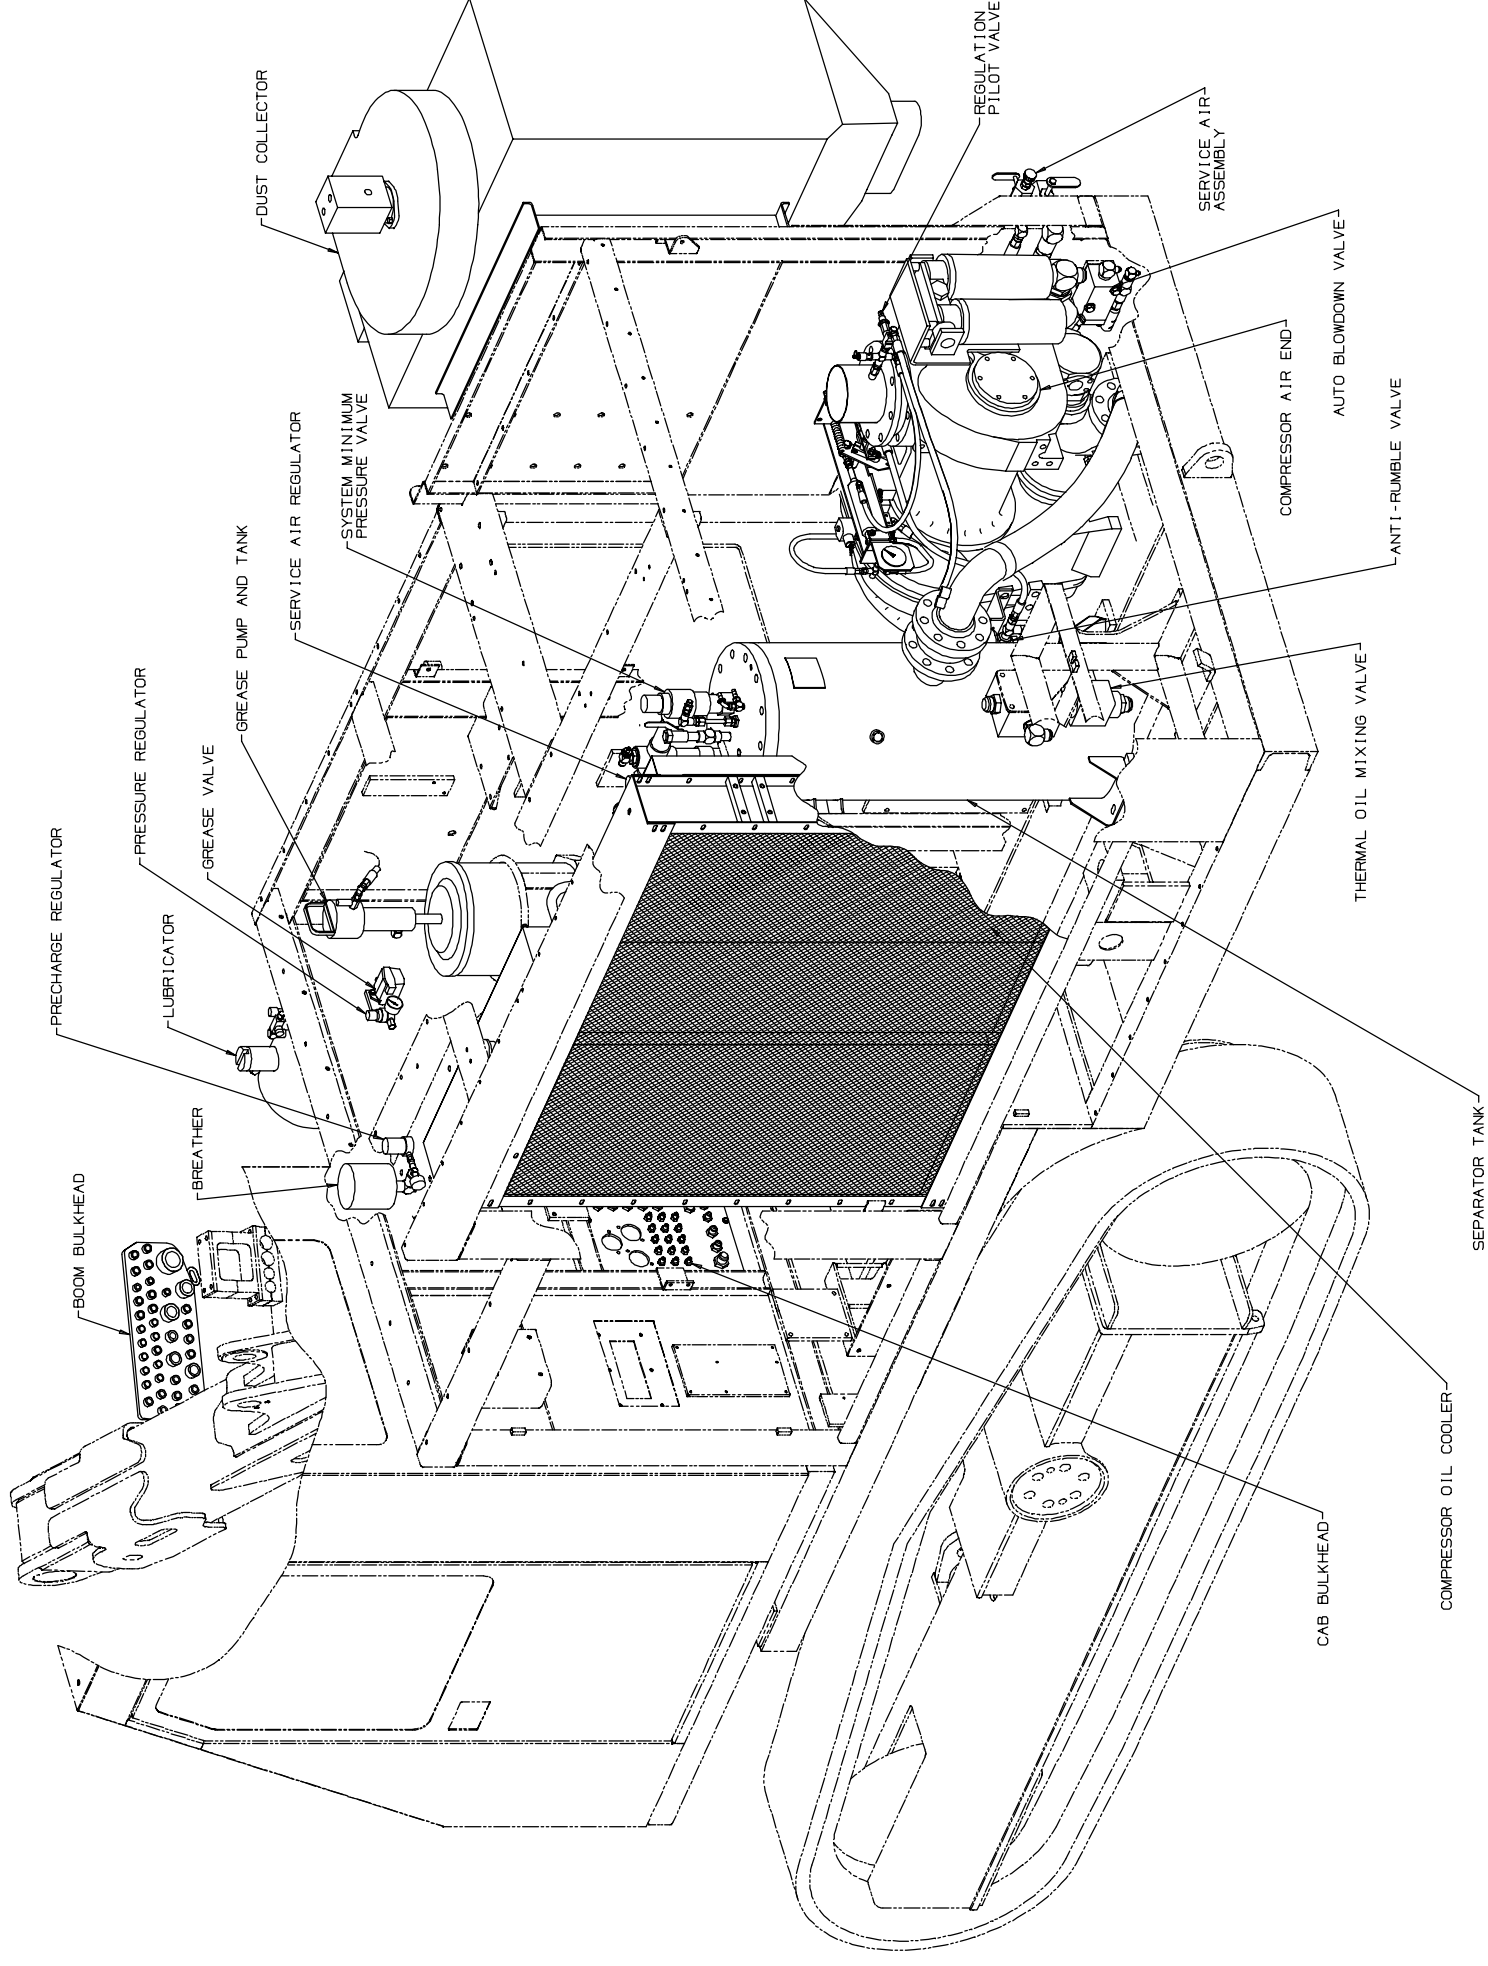 BOOM BULKHEAD
BREATHER
LUBRICATOR
PRECHARGE REGULATOR
GREASE VALVE
PRESSURE REGULATOR
GREASE PUMP AND TANK
SERVICE AIR REGULATOR
SYSTEM MINIMUM
PRESSURE VALVE
DUST COLLECTOR
REGULATION
PILOT VALVE
SERVICE AIR
ASSEMBLY
AUTO BLOWDOWN VALVE
COMPRESSOR AIR END
ANTI-RUMBLE VALVE
THERMAL OIL MIXING VALVE
SEPARATOR TANK
COMPRESSOR OIL COOLER
CAB BULKHEAD